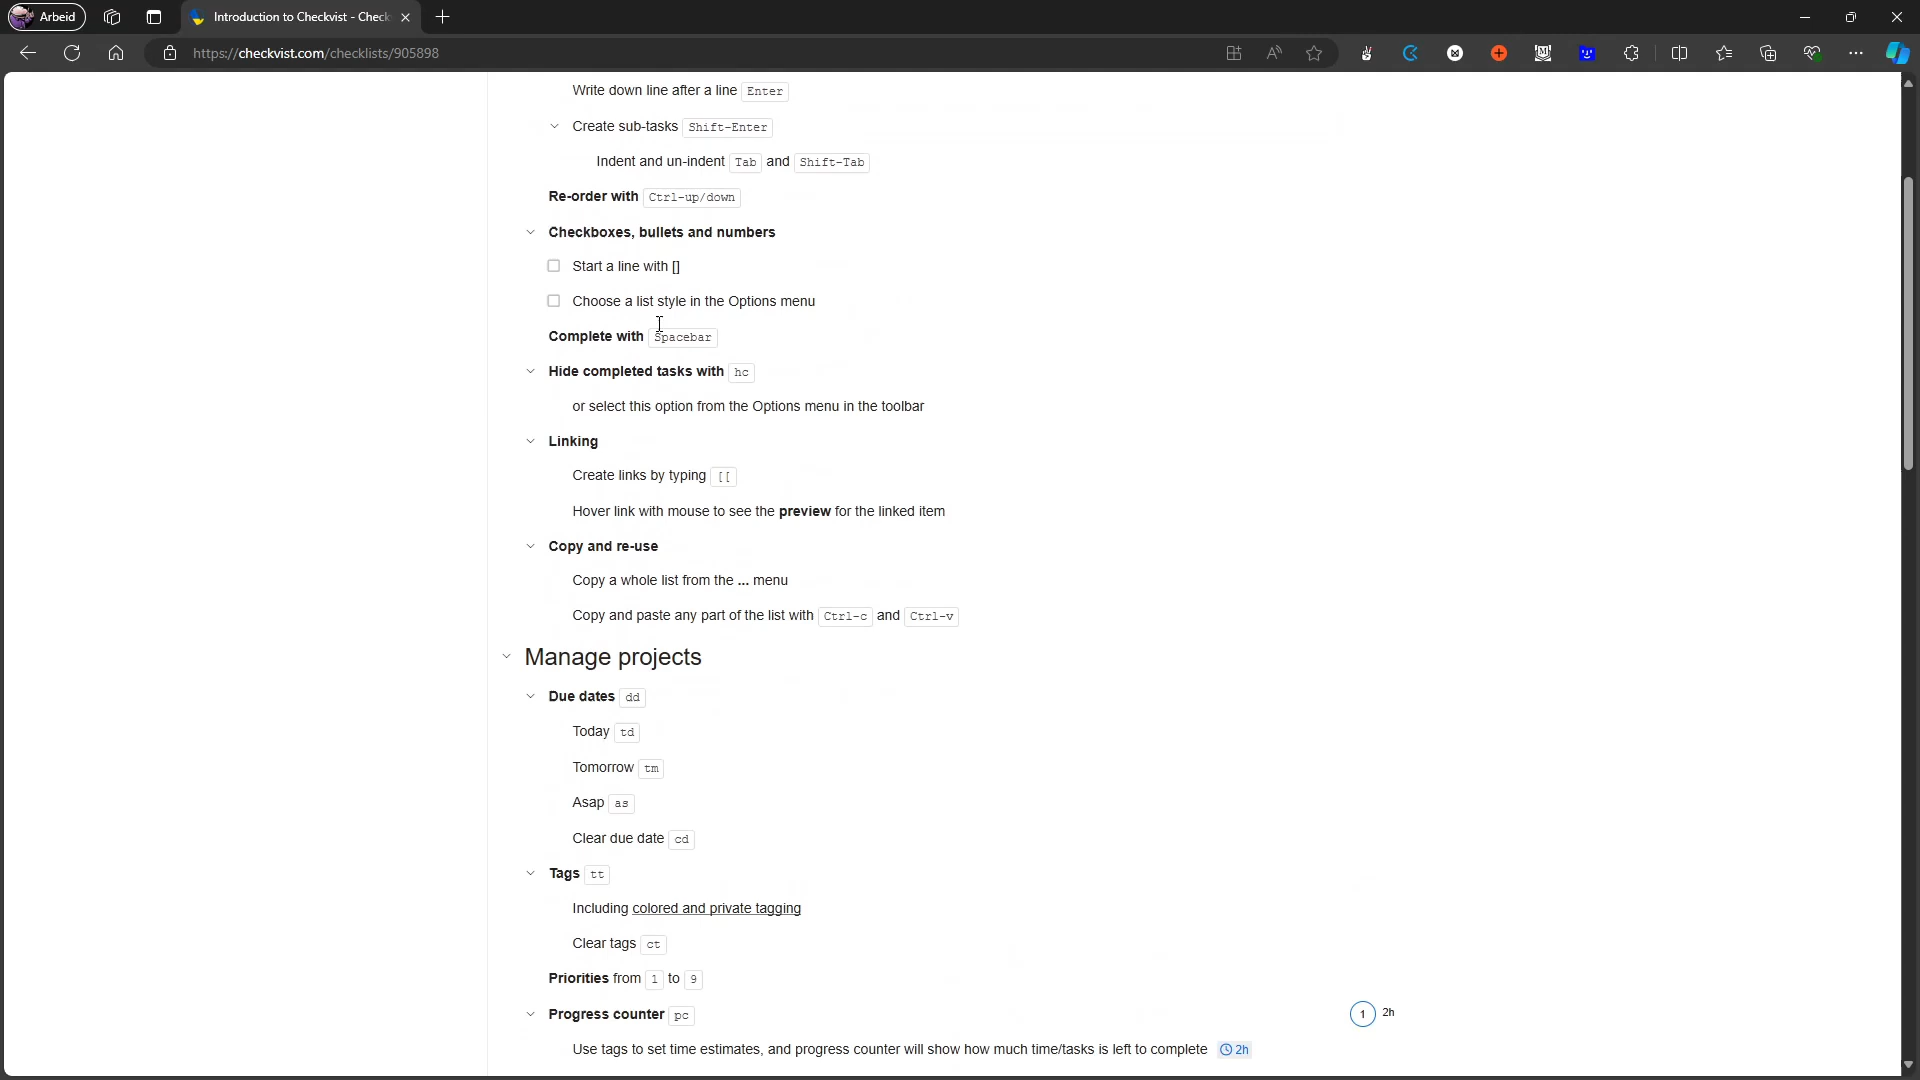 Arbeid
Introduction to Checkvist - Check
https://checkvist.com/checklists/905898
Write down line after a line Enter
Create sub-tasks Shift-Enter
Indent and un-indent Tab and Shift-Tab
Re-order with Ctrl-up/down
Checkboxes, bullets and numbers
Start a line with []
Choose a list style in the Options menu
Complete with Spacebar
Hide completed tasks with hc
or select this option from the Options menu in the toolbar
Linking
Create links by typing [[
Hover link with mouse to see the preview for the linked item
Copy and re-use
Copy a whole list from the ... menu
Copy and paste any part of the list with Ctrl-c and Ctrl-v
Manage projects
Due dates dd
Today td
Tomorrow tm
Asap as
Clear due date cd
Tags tt
Including colored and private tagging
Clear tags ct
Priorities from 1 to 9
Progress counter pc 1 2h
Use tags to set time estimates, and progress counter will show how much time/tasks is left to complete 2h